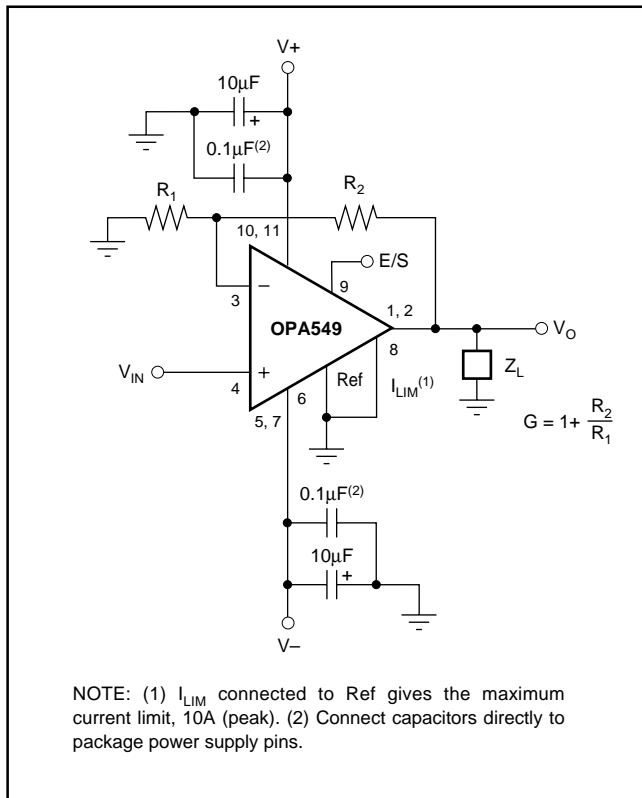 V+
10µF
+
0.1µF(2)
R1
R2
10, 11
E/S
9
3
–
1, 2
OPA549
VO
8
VIN
4
+
Ref
ILIM(1)
ZL
6
5, 7
G = 1+ R2/R1
0.1µF(2)
10µF
+
V–
NOTE: (1) ILIM connected to Ref gives the maximum
current limit, 10A (peak). (2) Connect capacitors directly to
package power supply pins.